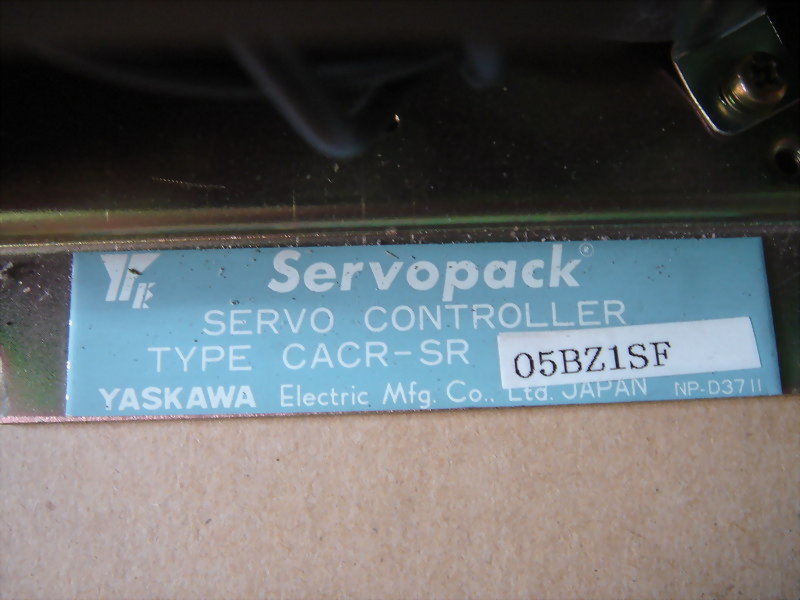 Servopack®
SERVO CONTROLLER
TYPE CACR-SR 05BZ1SF
YASKAWA Electric Mfg. Co., Ltd. JAPAN NP-D3711